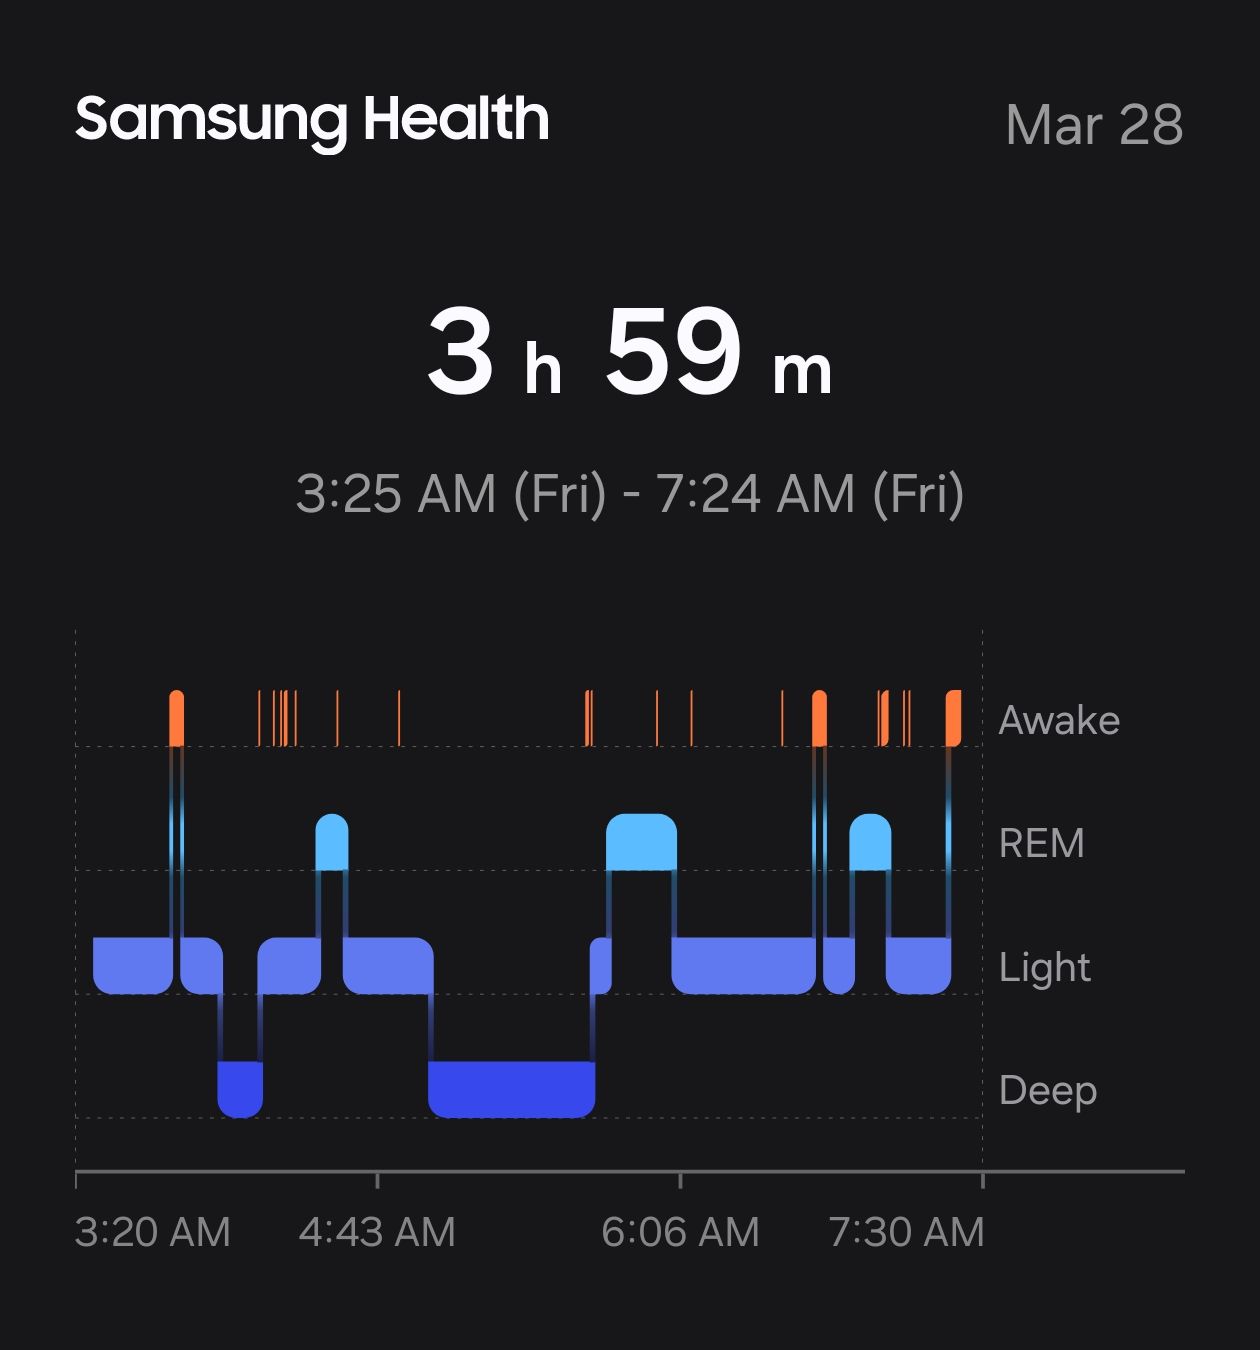 Samsung Health
Mar 28
3 h 59 m
3:25 AM (Fri) - 7:24 AM (Fri)
Awake
REM
Light
Deep
3:20 AM 4:43 AM 6:06 AM 7:30 AM